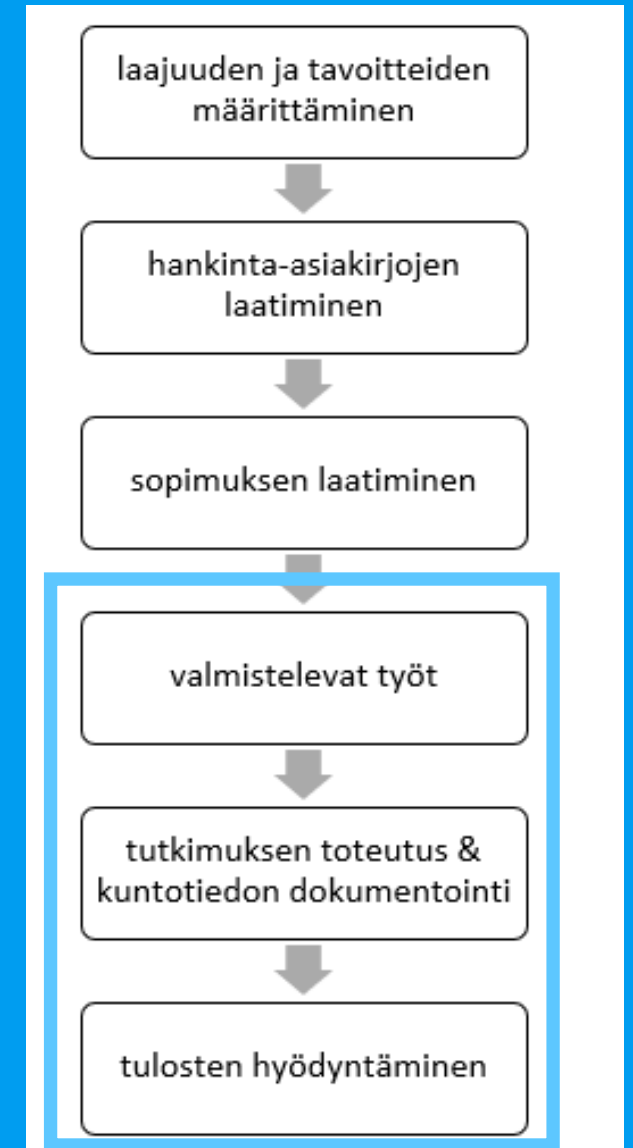 laajuuden ja tavoitteiden
määrittäminen
hankinta-asiakirjojen
laatiminen
sopimuksen laatiminen
valmistelevat työt
tutkimuksen toteutus &
kuntotiedon dokumentointi
tulosten hyödyntäminen